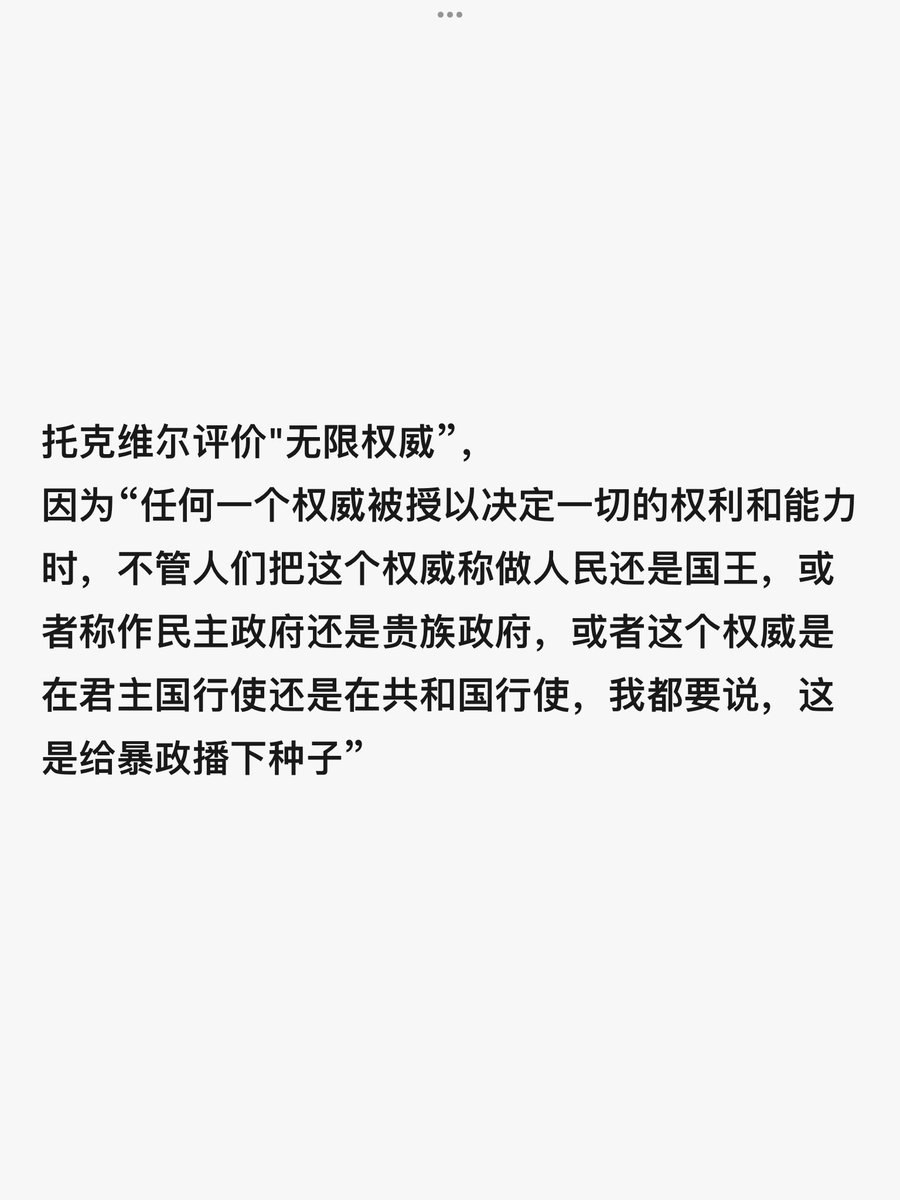 托克维尔评价"无限权威”，
因为“任何一个权威被授以决定一切的权利和能力
时，不管人们把这个权威称做人民还是国王，或
者称作民主政府还是贵族政府，或者这个权威是
在君主国行使还是在共和国行使，我都要说，这
是给暴政播下种子”